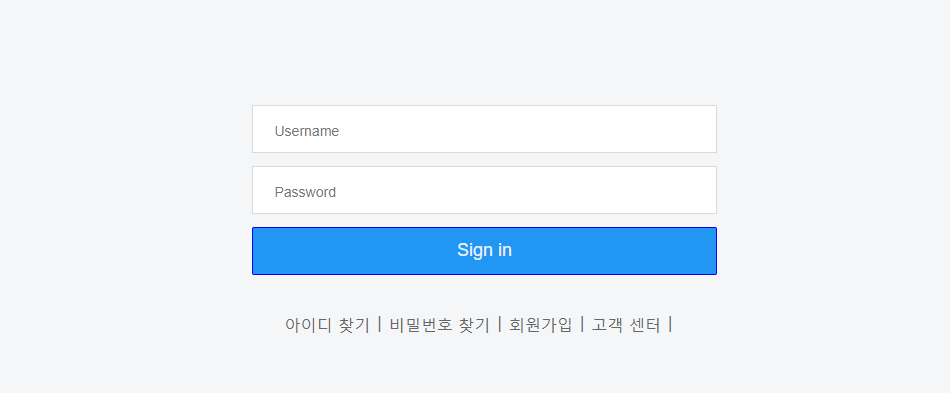 Username
Password
Sign in
아이디 찾기 | 비밀번호 찾기 | 회원가입 | 고객 센터 |